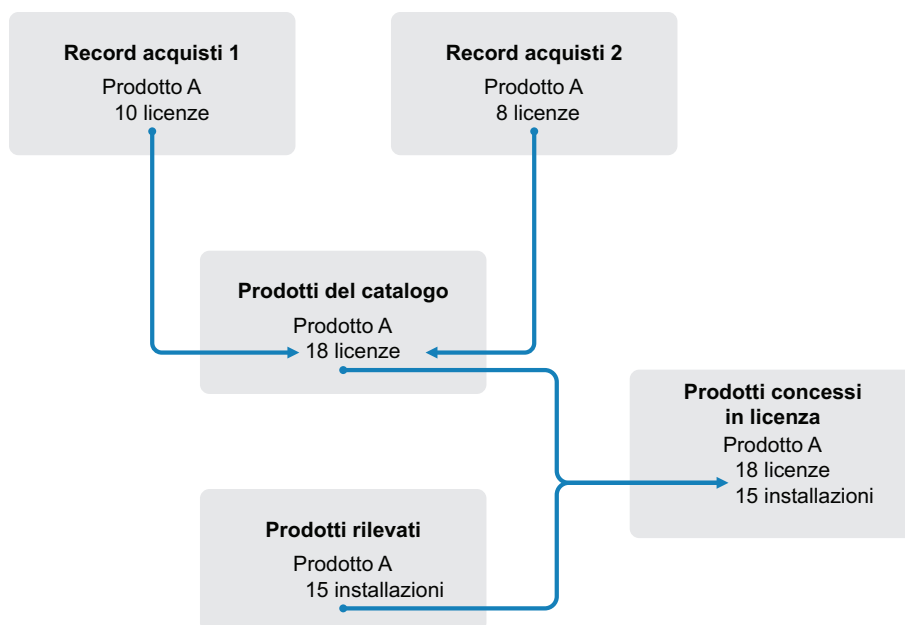 Record acquisti 1
Prodotto A
10 licenze
Record acquisti 2
Prodotto A
8 licenze
Prodotti del catalogo
Prodotto A
18 licenze
Prodotti concessi
in licenza
Prodotto A
18 licenze
15 installazioni
Prodotti rilevati
Prodotto A
15 installazioni